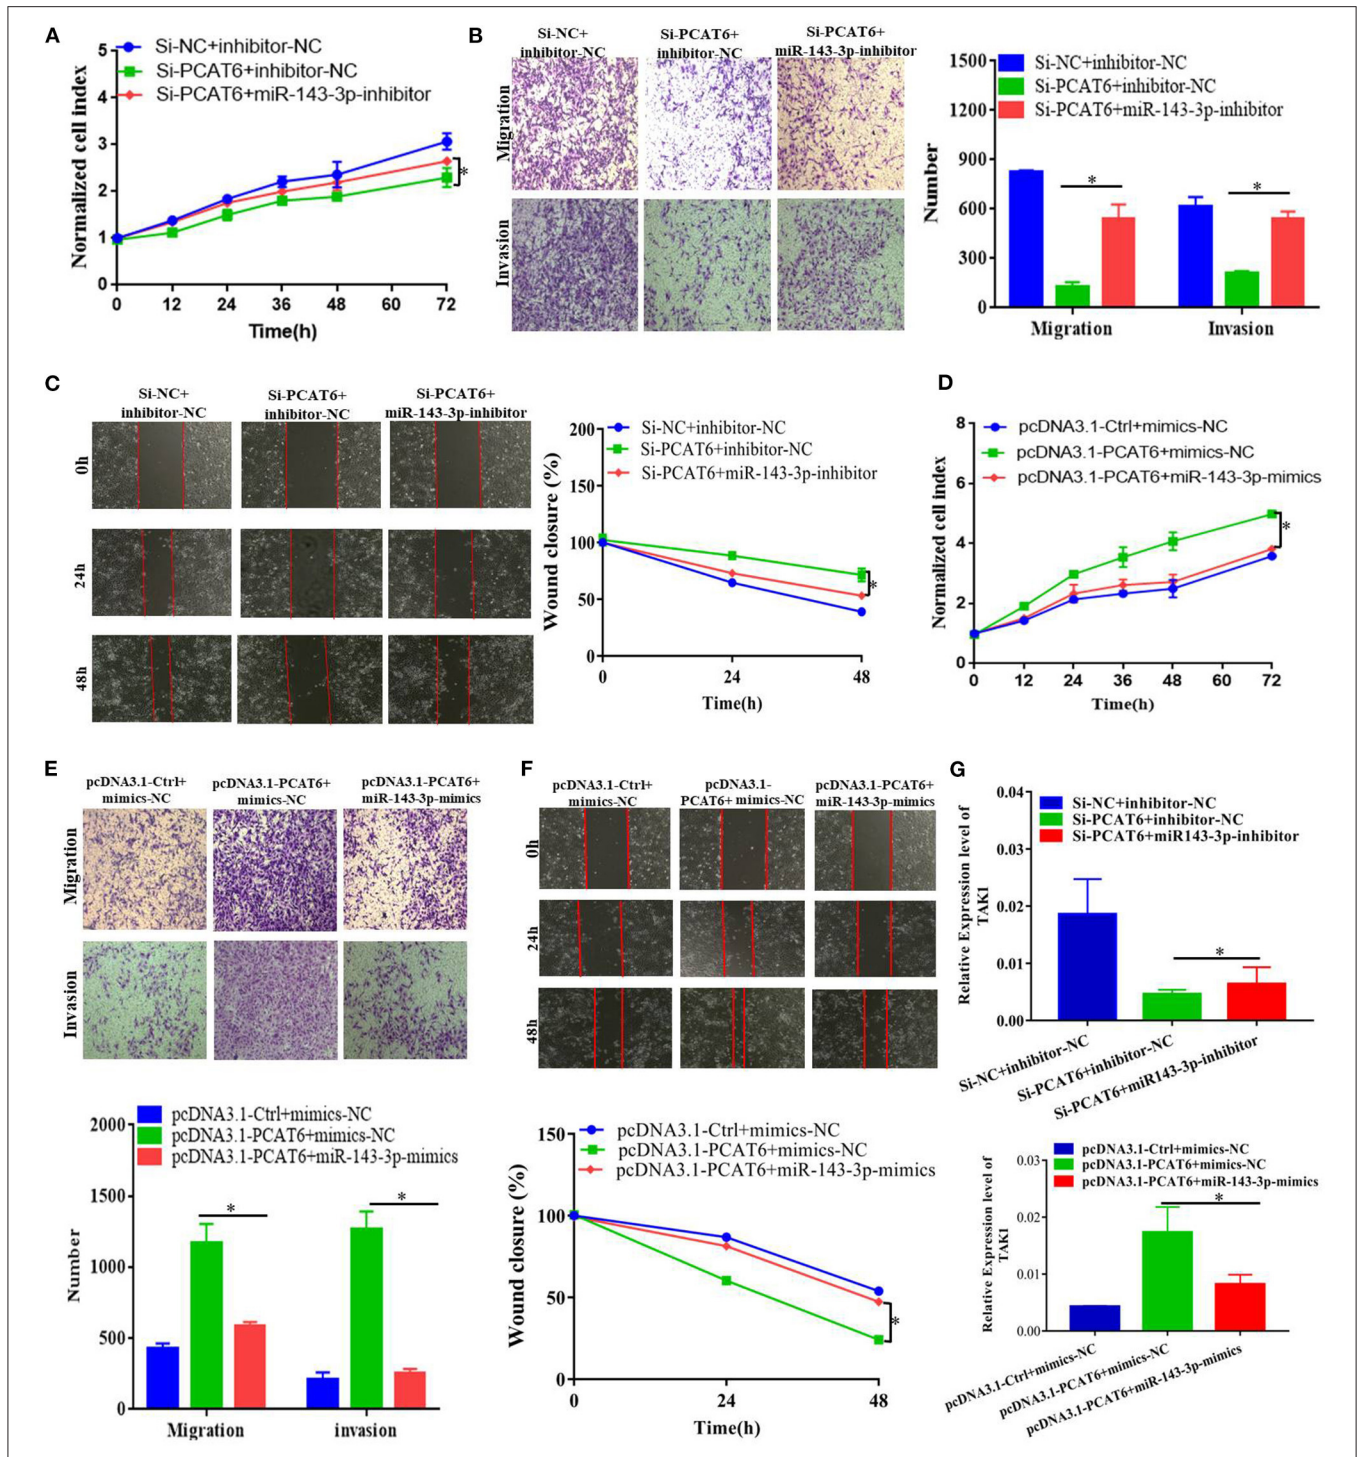 A
Si-NC+inhibitor-NC
Si-PCAT6+inhibitor-NC
Si-PCAT6+miR-143-3p-inhibitor
Normalized cell index
5
4
3
2
1
0
*
0 12 24 36 48 60 72
Time(h)
B
Si-NC+
inhibitor-NC
Si-PCAT6+
inhibitor-NC
Si-PCAT6+
miR-143-3p-inhibitor
Migration
Invasion
Si-NC+inhibitor-NC
Si-PCAT6+inhibitor-NC
Si-PCAT6+miR-143-3p-inhibitor
Number
1500
1200
900
600
300
0
* *
Migration Invasion
C
Si-NC+
inhibitor-NC
Si-PCAT6+
inhibitor-NC
Si-PCAT6+
miR-143-3p-inhibitor
0h
24h
48h
Si-NC+inhibitor-NC
Si-PCAT6+inhibitor-NC
Si-PCAT6+miR-143-3p-inhibitor
Wound closure (%)
200
150
100
50
0
*
0 24 48
Time(h)
D
pcDNA3.1-Ctrl+mimics-NC
pcDNA3.1-PCAT6+mimics-NC
pcDNA3.1-PCAT6+miR-143-3p-mimics
Normalized cell index
8
6
4
2
0
*
0 12 24 36 48 60 72
Time(h)
E
pcDNA3.1-Ctrl+
mimics-NC
pcDNA3.1-PCAT6+
mimics-NC
pcDNA3.1-PCAT6+
miR-143-3p-mimics
Migration
Invasion
pcDNA3.1-Ctrl+mimics-NC
pcDNA3.1-PCAT6+mimics-NC
pcDNA3.1-PCAT6+miR-143-3p-mimics
Number
2000
1500
1000
500
0
* *
Migration invasion
F
pcDNA3.1-Ctrl+
mimics-NC
pcDNA3.1-
PCAT6+ mimics-NC
pcDNA3.1-PCAT6+
miR-143-3p-mimics
0h
24h
48h
pcDNA3.1-Ctrl+mimics-NC
pcDNA3.1-PCAT6+mimics-NC
pcDNA3.1-PCAT6+miR-143-3p-mimics
Wound closure (%)
150
100
50
0
*
0 24 48
Time(h)
G
Si-NC+inhibitor-NC
Si-PCAT6+inhibitor-NC
Si-PCAT6+miR143-3p-inhibitor
Relative Expression level of
TAK1
0.04
0.03
0.02
0.01
0.00
*
Si-NC+inhibitor-NC
Si-PCAT6+inhibitor-NC
Si-PCAT6+miR143-3p-inhibitor
pcDNA3.1-Ctrl+mimics-NC
pcDNA3.1-PCAT6+mimics-NC
pcDNA3.1-PCAT6+miR-143-3p-mimics
Relative Expression level of
TAK1
0.03
0.02
0.01
0.00
*
pcDNA3.1-Ctrl+mimics-NC
pcDNA3.1-PCAT6+mimics-NC
pcDNA3.1-PCAT6+miR-143-3p-mimics